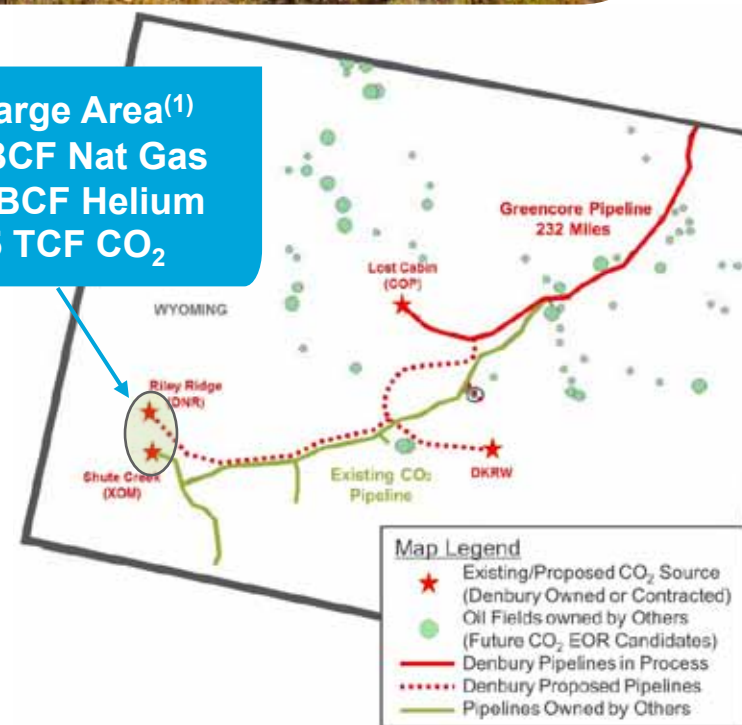 arge Area(1)
BCF Nat Gas
BCF Helium
TCF CO2
Greencore Pipeline
232 Miles
Lost Cabin
(COP)
WYOMING
Riley Ridge
(DNR)
Shute Creek
(XOM)
Existing CO2
Pipeline
DKRW
Map Legend
Existing/Proposed CO2 Source
(Denbury Owned or Contracted)
Oil Fields owned by Others
(Future CO2 EOR Candidates)
Denbury Pipelines in Process
Denbury Proposed Pipelines
Pipelines Owned by Others